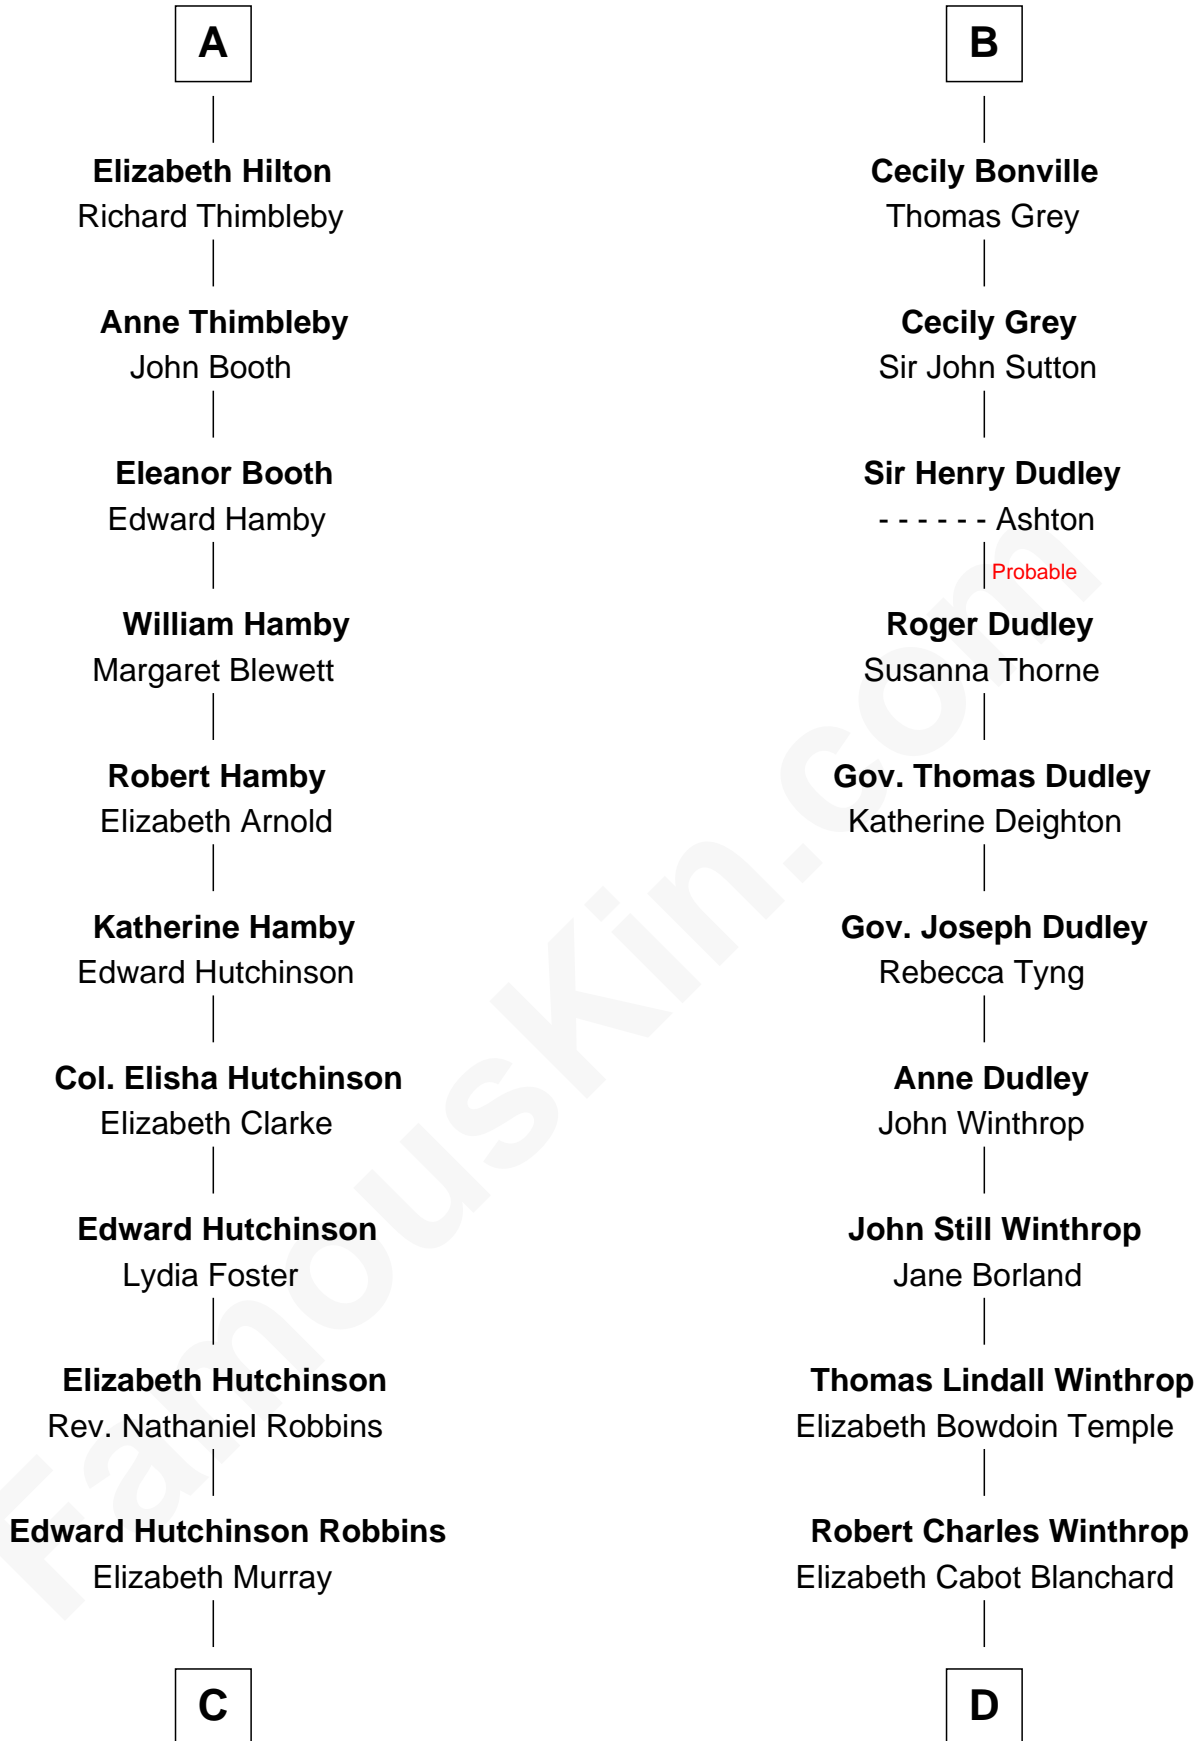 A
Elizabeth Hilton
Richard Thimbleby
Anne Thimbleby
John Booth
Eleanor Booth
Edward Hamby
William Hamby
Margaret Blewett
Robert Hamby
Elizabeth Arnold
Katherine Hamby
Edward Hutchinson
Col. Elisha Hutchinson
Elizabeth Clarke
Edward Hutchinson
Lydia Foster
Elizabeth Hutchinson
Rev. Nathaniel Robbins
Edward Hutchinson Robbins
Elizabeth Murray
C
B
Cecily Bonville
Thomas Grey
Cecily Grey
Sir John Sutton
Sir Henry Dudley
- - - - - - Ashton
Probable
Roger Dudley
Susanna Thorne
Gov. Thomas Dudley
Katherine Deighton
Gov. Joseph Dudley
Rebecca Tyng
Anne Dudley
John Winthrop
John Still Winthrop
Jane Borland
Thomas Lindall Winthrop
Elizabeth Bowdoin Temple
Robert Charles Winthrop
Elizabeth Cabot Blanchard
D
FamousKin.com